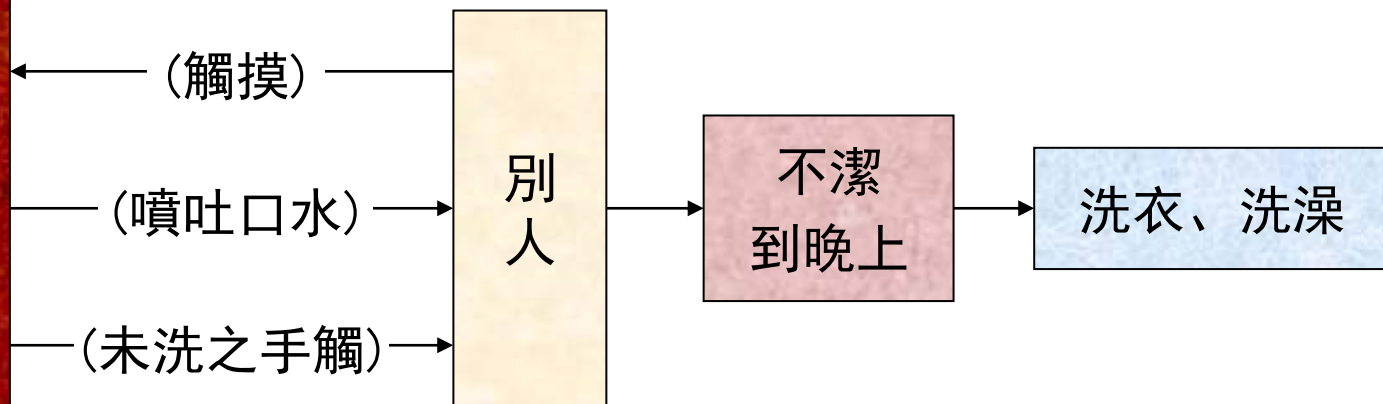 (觸摸)
(噴吐口水)
(未洗之手觸)
別
人
不潔
到晚上
洗衣、洗澡